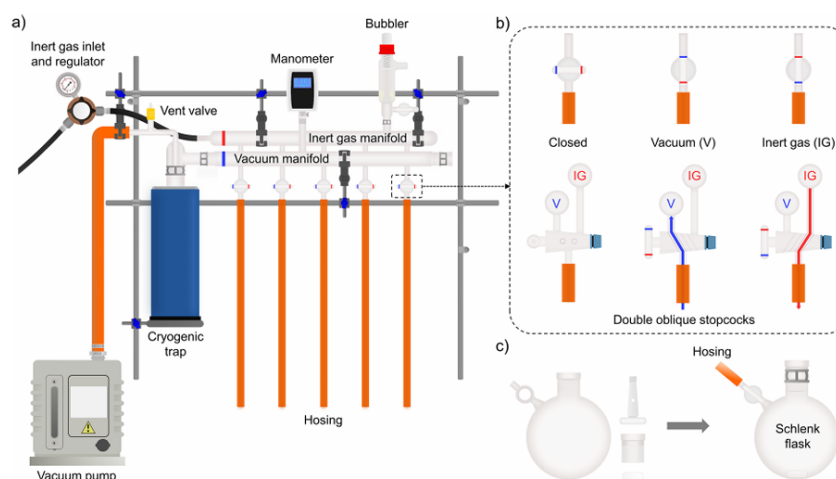 a)
Inert gas inlet
and regulator
Vent valve
Manometer
Bubbler
Inert gas manifold
Vacuum manifold
Cryogenic
trap
Hosing
Vacuum pump
b)
Closed
Vacuum (V)
Inert gas (IG)
V
IG
V
IG
V
IG
Double oblique stopcocks
c)
Hosing
Schlenk
flask